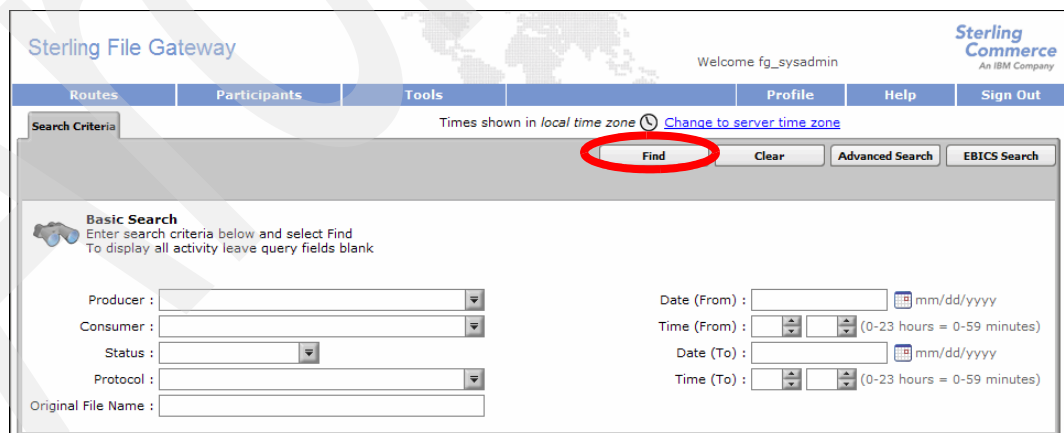 Sterling File Gateway
Welcome fg_sysadmin
Sterling
Commerce
An IBM Company
Routes Participants Tools Profile Help Sign Out
Search Criteria
Times shown in local time zone Change to server time zone
Find Clear Advanced Search EBICS Search
Basic Search
Enter search criteria below and select Find
To display all activity leave query fields blank
Producer :
Consumer :
Status :
Protocol :
Original File Name :
Date (From) : mm/dd/yyyy
Time (From) : (0-23 hours = 0-59 minutes)
Date (To) : mm/dd/yyyy
Time (To) : (0-23 hours = 0-59 minutes)